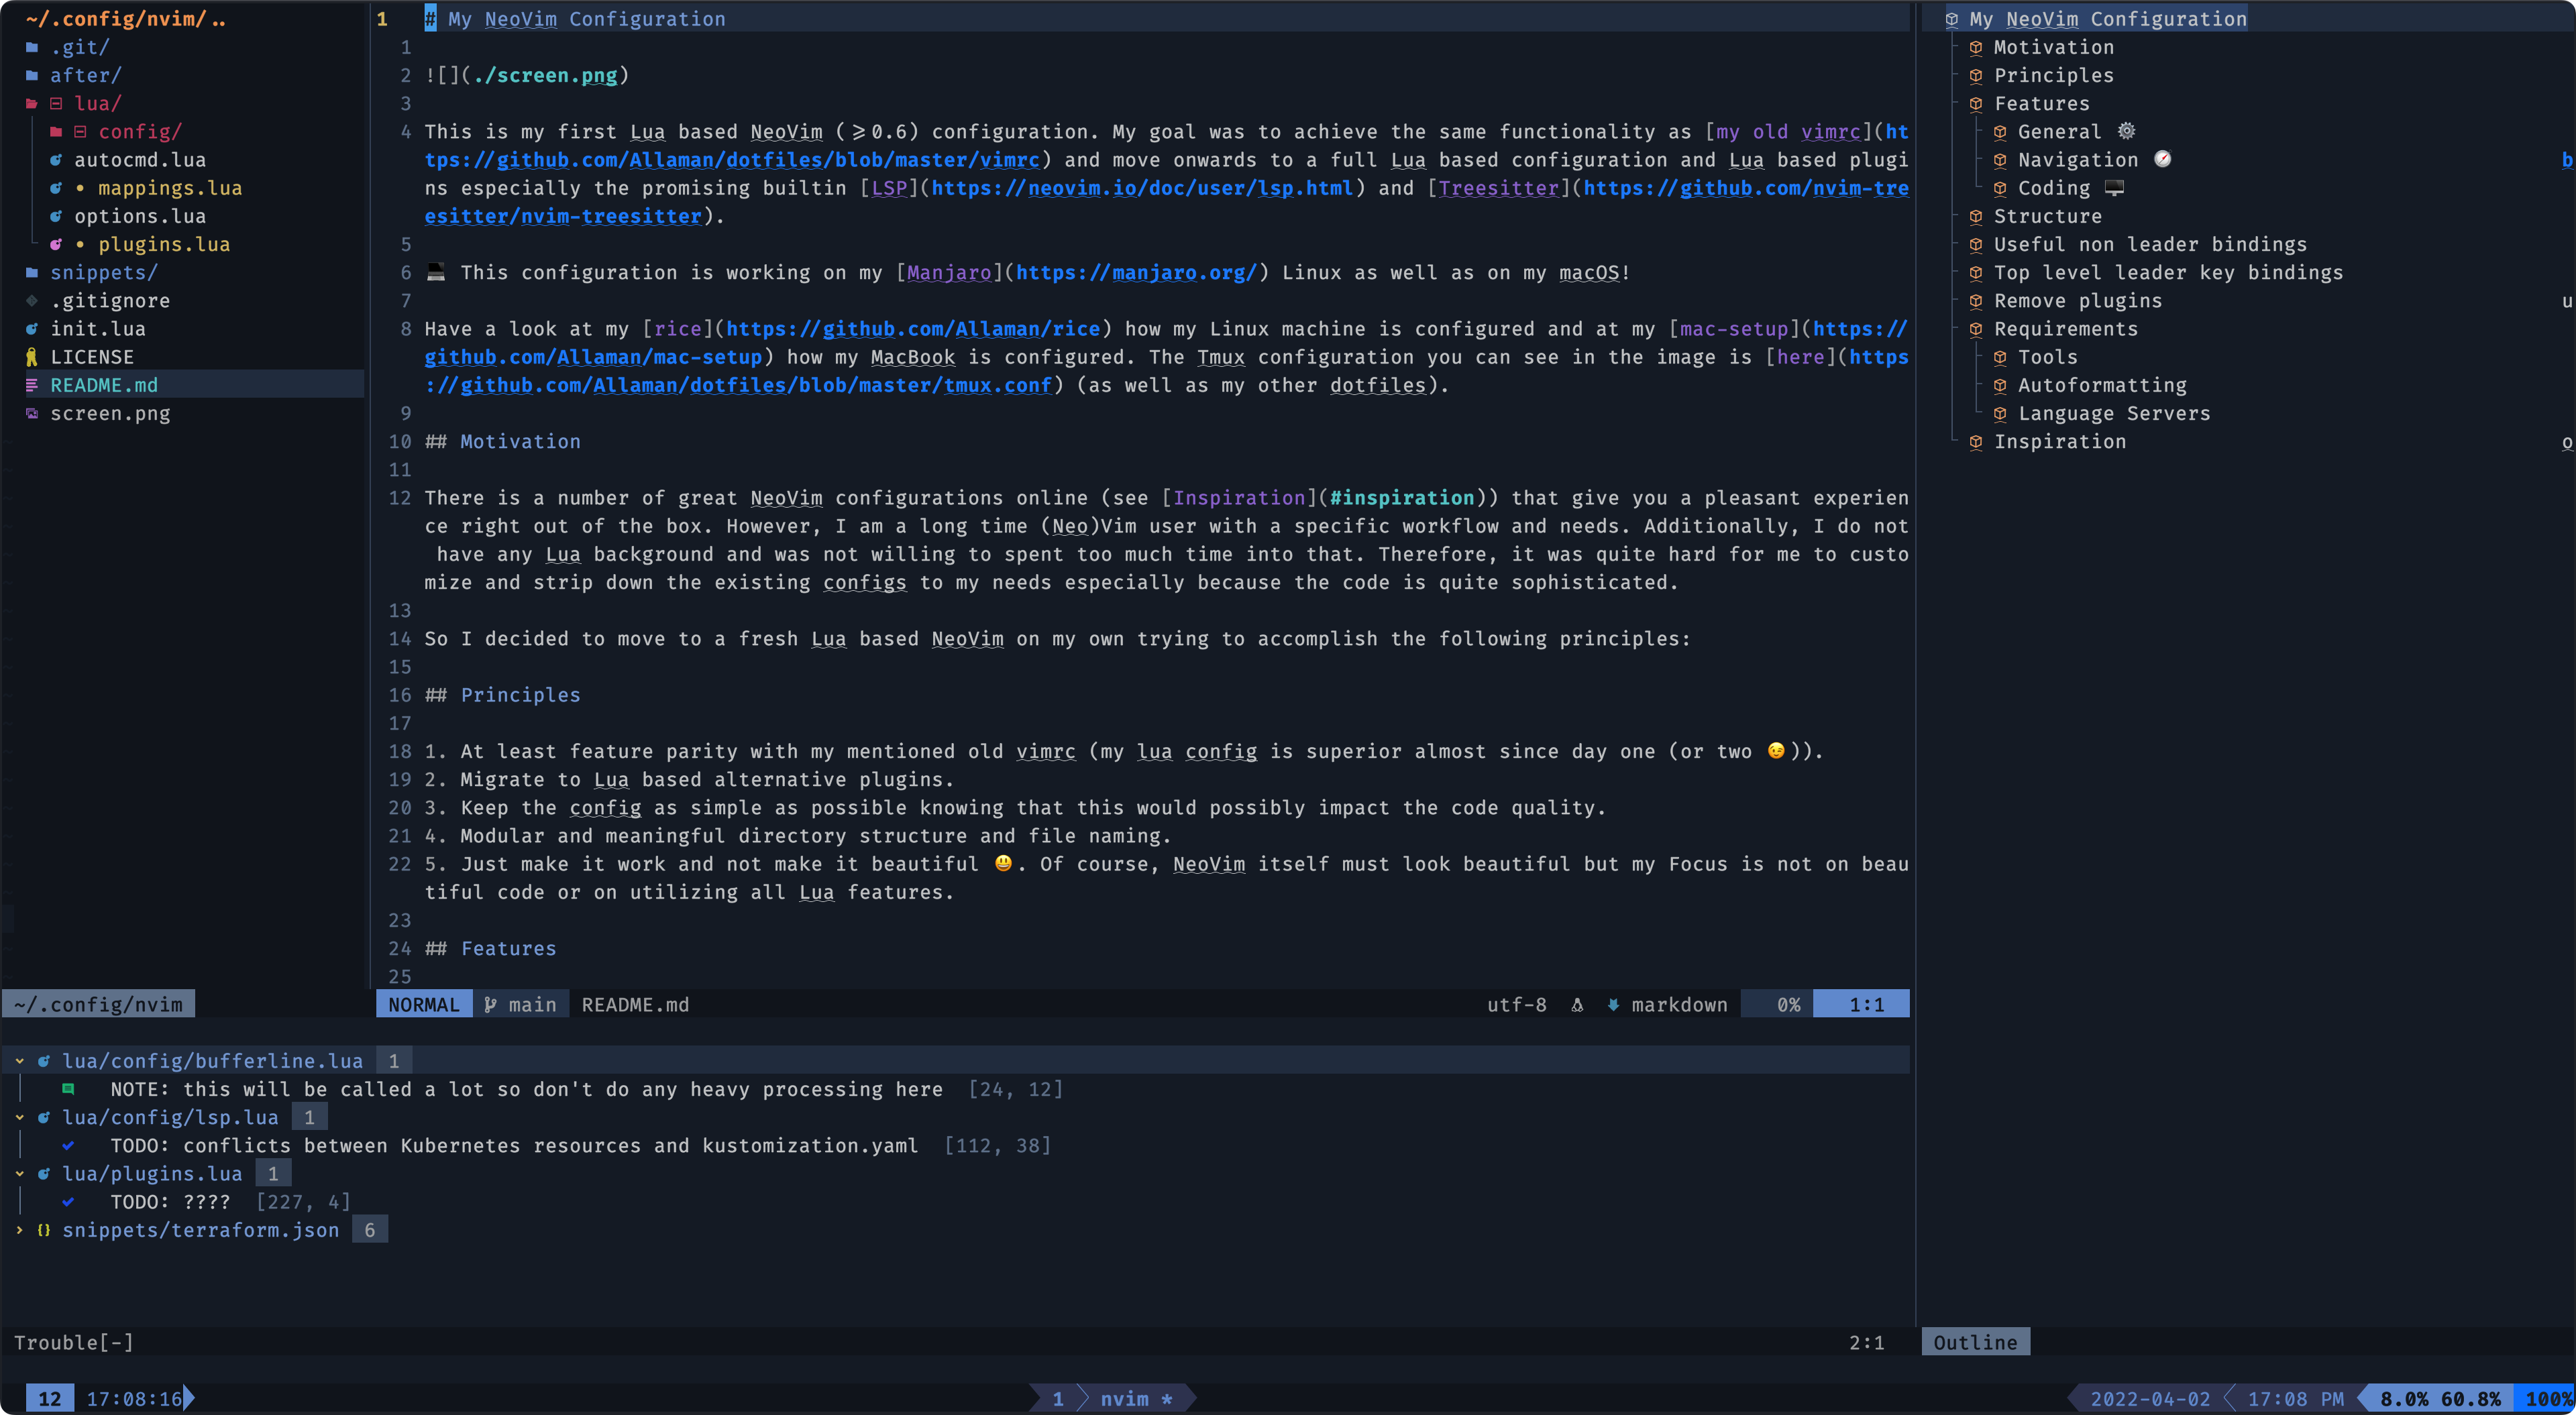 ~/.config/nvim/..
.git/
after/
lua/
config/
autocmd.lua
• mappings.lua
options.lua
• plugins.lua
snippets/
.gitignore
init.lua
LICENSE
README.md
screen.png
~/.config/nvim
1 # My NeoVim Configuration
1
2 ![](./screen.png)
3
4 This is my first Lua based NeoVim (>=0.6) configuration. My goal was to achieve the same functionality as [my old vimrc](ht
tps://github.com/Allaman/dotfiles/blob/master/vimrc) and move onwards to a full Lua based configuration and Lua based plugi
ns especially the promising builtin [LSP](https://neovim.io/doc/user/lsp.html) and [Treesitter](https://github.com/nvim-tre
esitter/nvim-treesitter).
5
6 💻 This configuration is working on my [Manjaro](https://manjaro.org/) Linux as well as on my macOS!
7
8 Have a look at my [rice](https://github.com/Allaman/rice) how my Linux machine is configured and at my [mac-setup](https://
github.com/Allaman/mac-setup) how my MacBook is configured. The Tmux configuration you can see in the image is [here](https
://github.com/Allaman/dotfiles/blob/master/tmux.conf) (as well as my other dotfiles).
9
10 ## Motivation
11
12 There is a number of great NeoVim configurations online (see [Inspiration](#inspiration)) that give you a pleasant experien
ce right out of the box. However, I am a long time (Neo)Vim user with a specific workflow and needs. Additionally, I do not
have any Lua background and was not willing to spent too much time into that. Therefore, it was quite hard for me to custo
mize and strip down the existing configs to my needs especially because the code is quite sophisticated.
13
14 So I decided to move to a fresh Lua based NeoVim on my own trying to accomplish the following principles:
15
16 ## Principles
17
18 1. At least feature parity with my mentioned old vimrc (my lua config is superior almost since day one (or two 😉)).
19 2. Migrate to Lua based alternative plugins.
20 3. Keep the config as simple as possible knowing that this would possibly impact the code quality.
21 4. Modular and meaningful directory structure and file naming.
22 5. Just make it work and not make it beautiful 😃. Of course, NeoVim itself must look beautiful but my Focus is not on beau
tiful code or on utilizing all Lua features.
23
24 ## Features
25
NORMAL main README.md utf-8 markdown 0% 1:1
My NeoVim Configuration
Motivation
Principles
Features
General ⚙
Navigation 🧭 b
Coding 🖥
Structure
Useful non leader bindings
Top level leader key bindings
Remove plugins u
Requirements
Tools
Autoformatting
Language Servers
Inspiration o
lua/config/bufferline.lua 1
NOTE: this will be called a lot so don't do any heavy processing here [24, 12]
lua/config/lsp.lua 1
TODO: conflicts between Kubernetes resources and kustomization.yaml [112, 38]
lua/plugins.lua 1
TODO: ???? [227, 4]
{} snippets/terraform.json 6
Trouble[-] 2:1
Outline
12 17:08:16 1 nvim * 2022-04-02 17:08 PM 8.0% 60.8% 100%